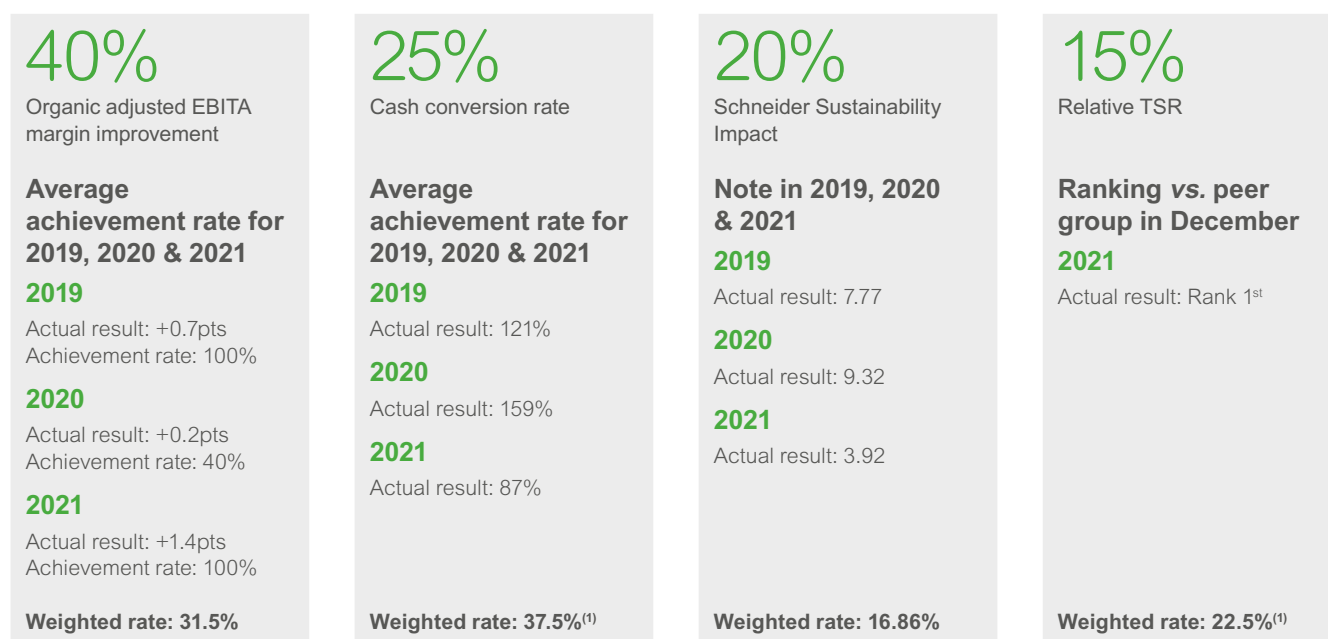 40%
Organic adjusted EBITA
margin improvement
Average
achievement rate for
2019, 2020 & 2021
2019
Actual result: +0.7pts
Achievement rate: 100%
2020
Actual result: +0.2pts
Achievement rate: 40%
2021
Actual result: +1.4pts
Achievement rate: 100%
Weighted rate: 31.5%
25%
Cash conversion rate
Average
achievement rate for
2019, 2020 & 2021
2019
Actual result: 121%
2020
Actual result: 159%
2021
Actual result: 87%
Weighted rate: 37.5%(1)
20%
Schneider Sustainability
Impact
Note in 2019, 2020
& 2021
2019
Actual result: 7.77
2020
Actual result: 9.32
2021
Actual result: 3.92
Weighted rate: 16.86%
15%
Relative TSR
Ranking vs. peer
group in December
2021
Actual result: Rank 1st
Weighted rate: 22.5%(1)